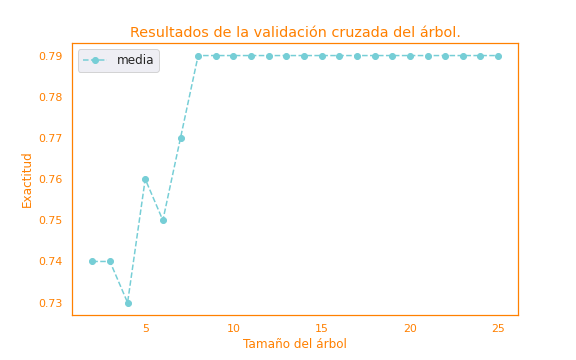 Resultados de la validación cruzada del árbol.
media
Exactitud
0.79
0.78
0.77
0.76
0.75
0.74
0.73
5 10 15 20 25
Tamaño del árbol